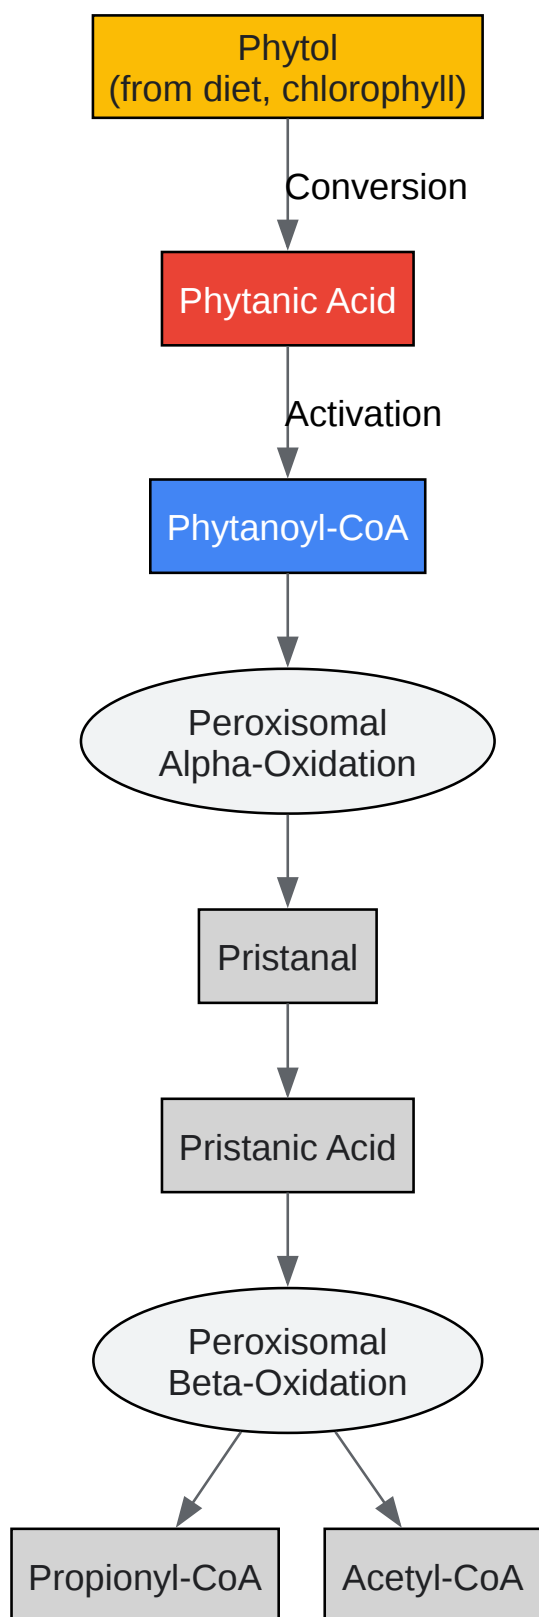 Phytol
(from diet, chlorophyll)
Conversion
Phytanic Acid
Activation
Phytanoyl-CoA
Peroxisomal
Alpha-Oxidation
Pristanal
Pristanic Acid
Peroxisomal
Beta-Oxidation
Propionyl-CoA
Acetyl-CoA